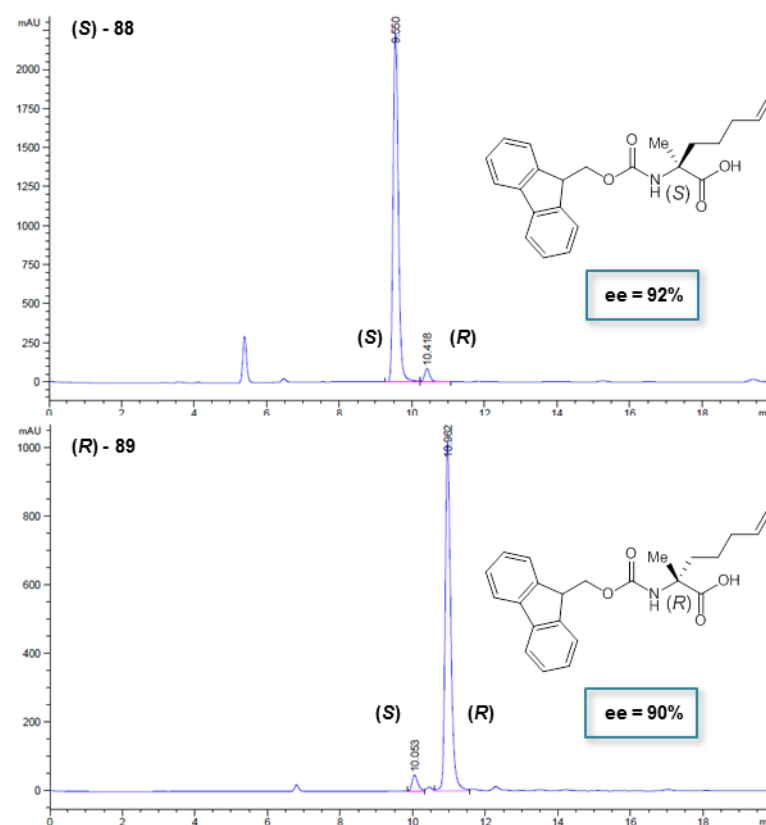 mAU
(S) - 88
9.550
2000
1750
1500
1250
1000
750
500
250
0
(S)
10.418
(R)
Me
O
O
N
H
(S)
OH
O
ee = 92%
0 2 4 6 8 10 12 14 16 18
mAU
(R) - 89
10.962
1000
800
600
400
200
0
(S)
10.053
(R)
Me
O
O
N
H
(R)
OH
O
ee = 90%
0 2 4 6 8 10 12 14 16 18